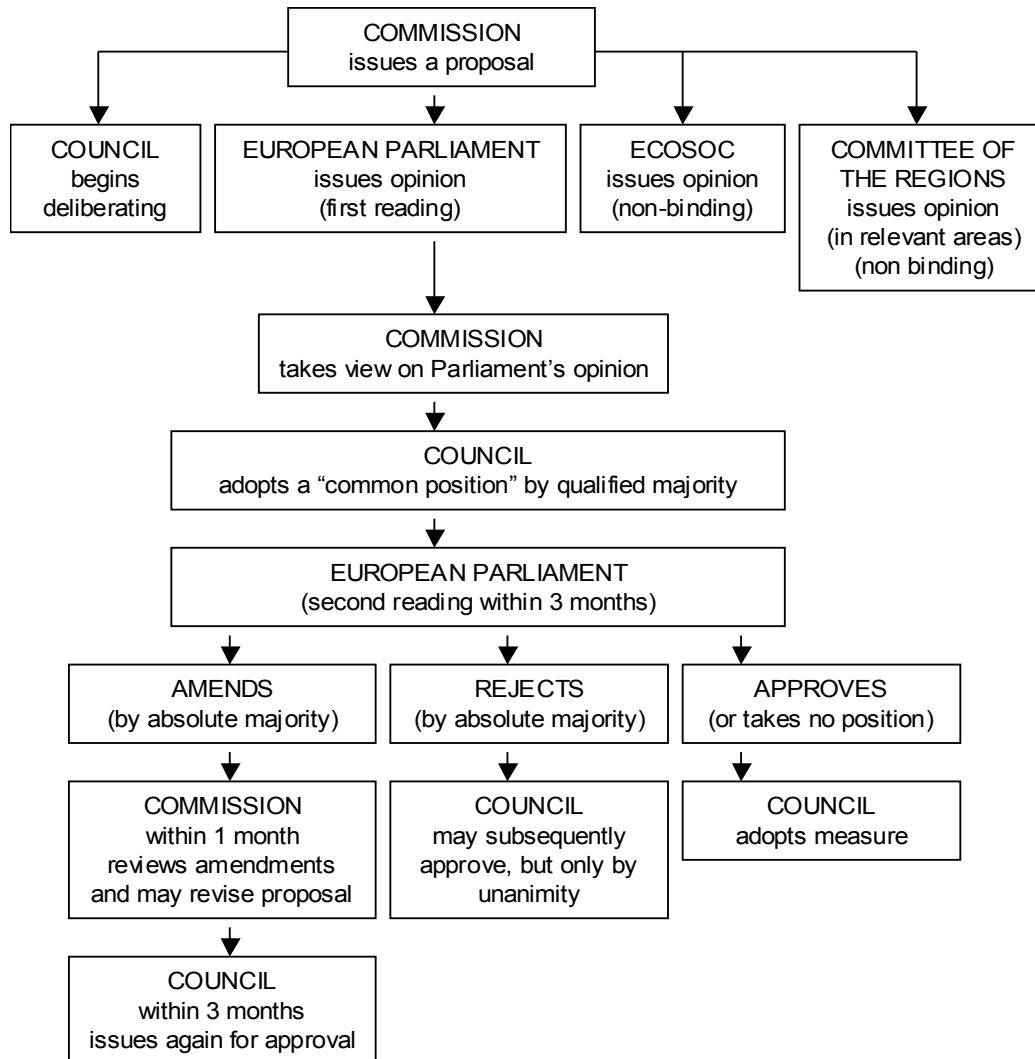 COMMISSION
issues a proposal
COUNCIL
begins
deliberating
EUROPEAN PARLIAMENT
issues opinion
(first reading)
ECOSOC
issues opinion
(non-binding)
COMMITTEE OF
THE REGIONS
issues opinion
(in relevant areas)
(non binding)
COMMISSION
takes view on Parliament’s opinion
COUNCIL
adopts a “common position” by qualified majority
EUROPEAN PARLIAMENT
(second reading within 3 months)
AMENDS
(by absolute majority)
REJECTS
(by absolute majority)
APPROVES
(or takes no position)
COMMISSION
within 1 month
reviews amendments
and may revise proposal
COUNCIL
may subsequently
approve, but only by
unanimity
COUNCIL
adopts measure
COUNCIL
within 3 months
issues again for approval